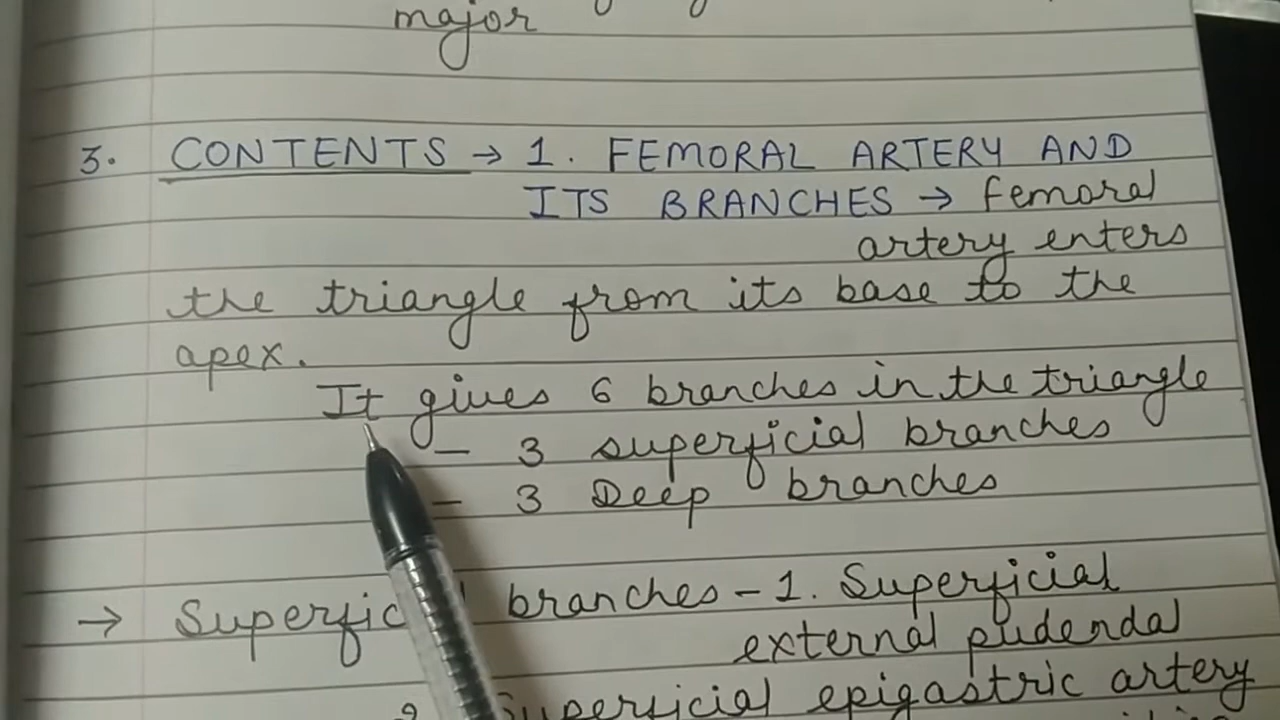 major
3. CONTENTS → 1. FEMORAL ARTERY AND
ITS BRANCHES → femoral
artery enters
the triangle from its base to the
apex.
It gives 6 branches in the triangle
- 3 superficial branches
- 3 Deep branches
→ Superfic branches - 1. Superficial
external pudendal
2. Superficial epigastric artery